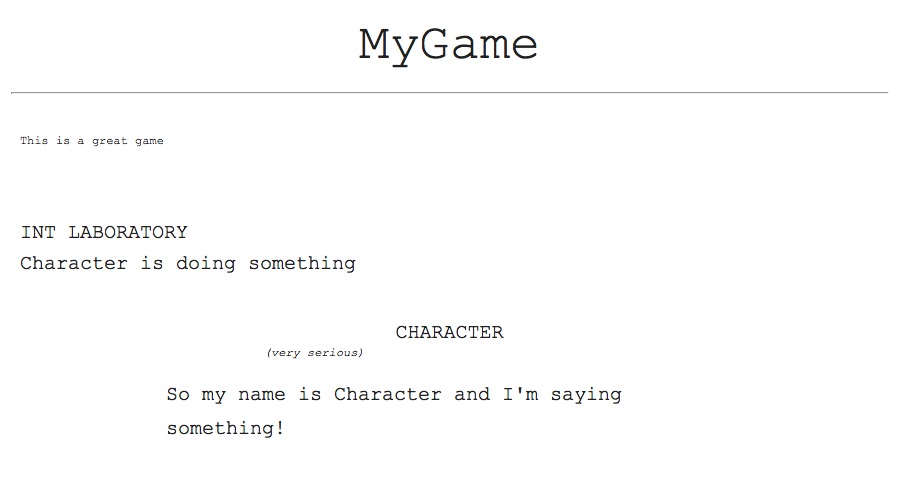 MyGame
This is a great game
INT LABORATORY
Character is doing something
CHARACTER
(very serious)
So my name is Character and I'm saying
something!